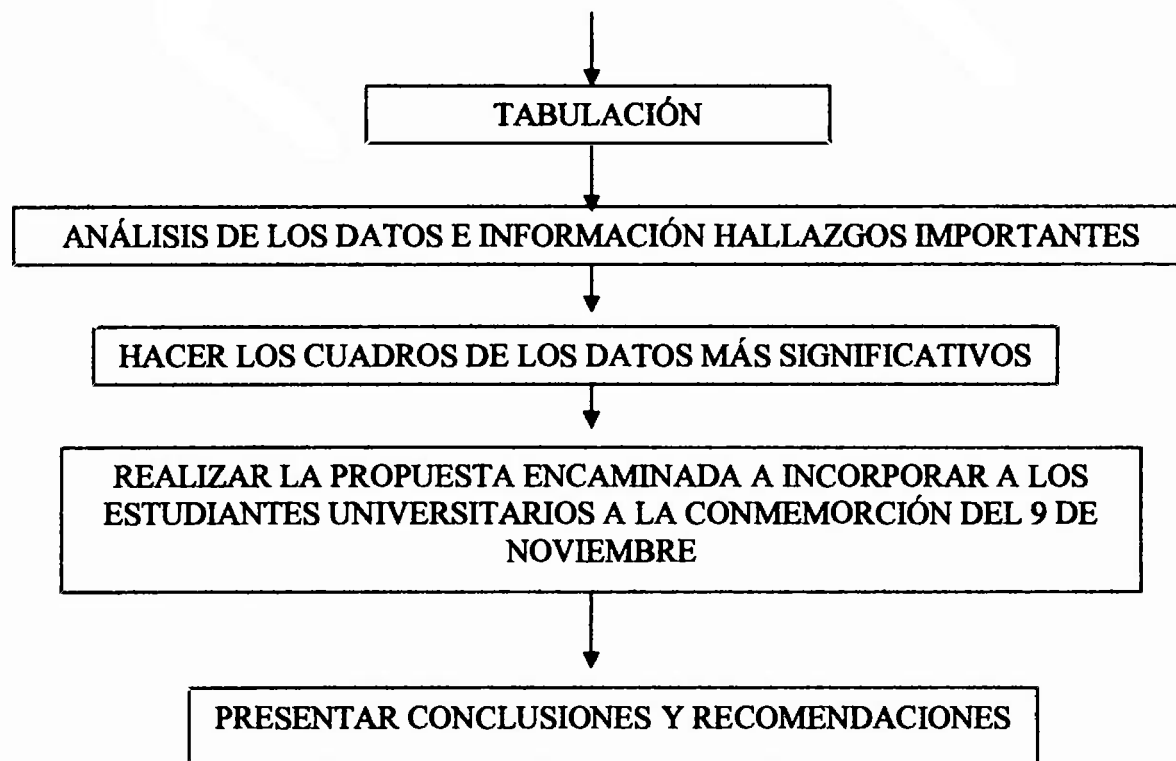 TABULACIÓN
ANÁLISIS DE LOS DATOS E INFORMACIÓN HALLAZGOS IMPORTANTES
HACER LOS CUADROS DE LOS DATOS MÁS SIGNIFICATIVOS
REALIZAR LA PROPUESTA ENCAMINADA A INCORPORAR A LOS
ESTUDIANTES UNIVERSITARIOS A LA CONMEMORCIÓN DEL 9 DE
NOVIEMBRE
PRESENTAR CONCLUSIONES Y RECOMENDACIONES